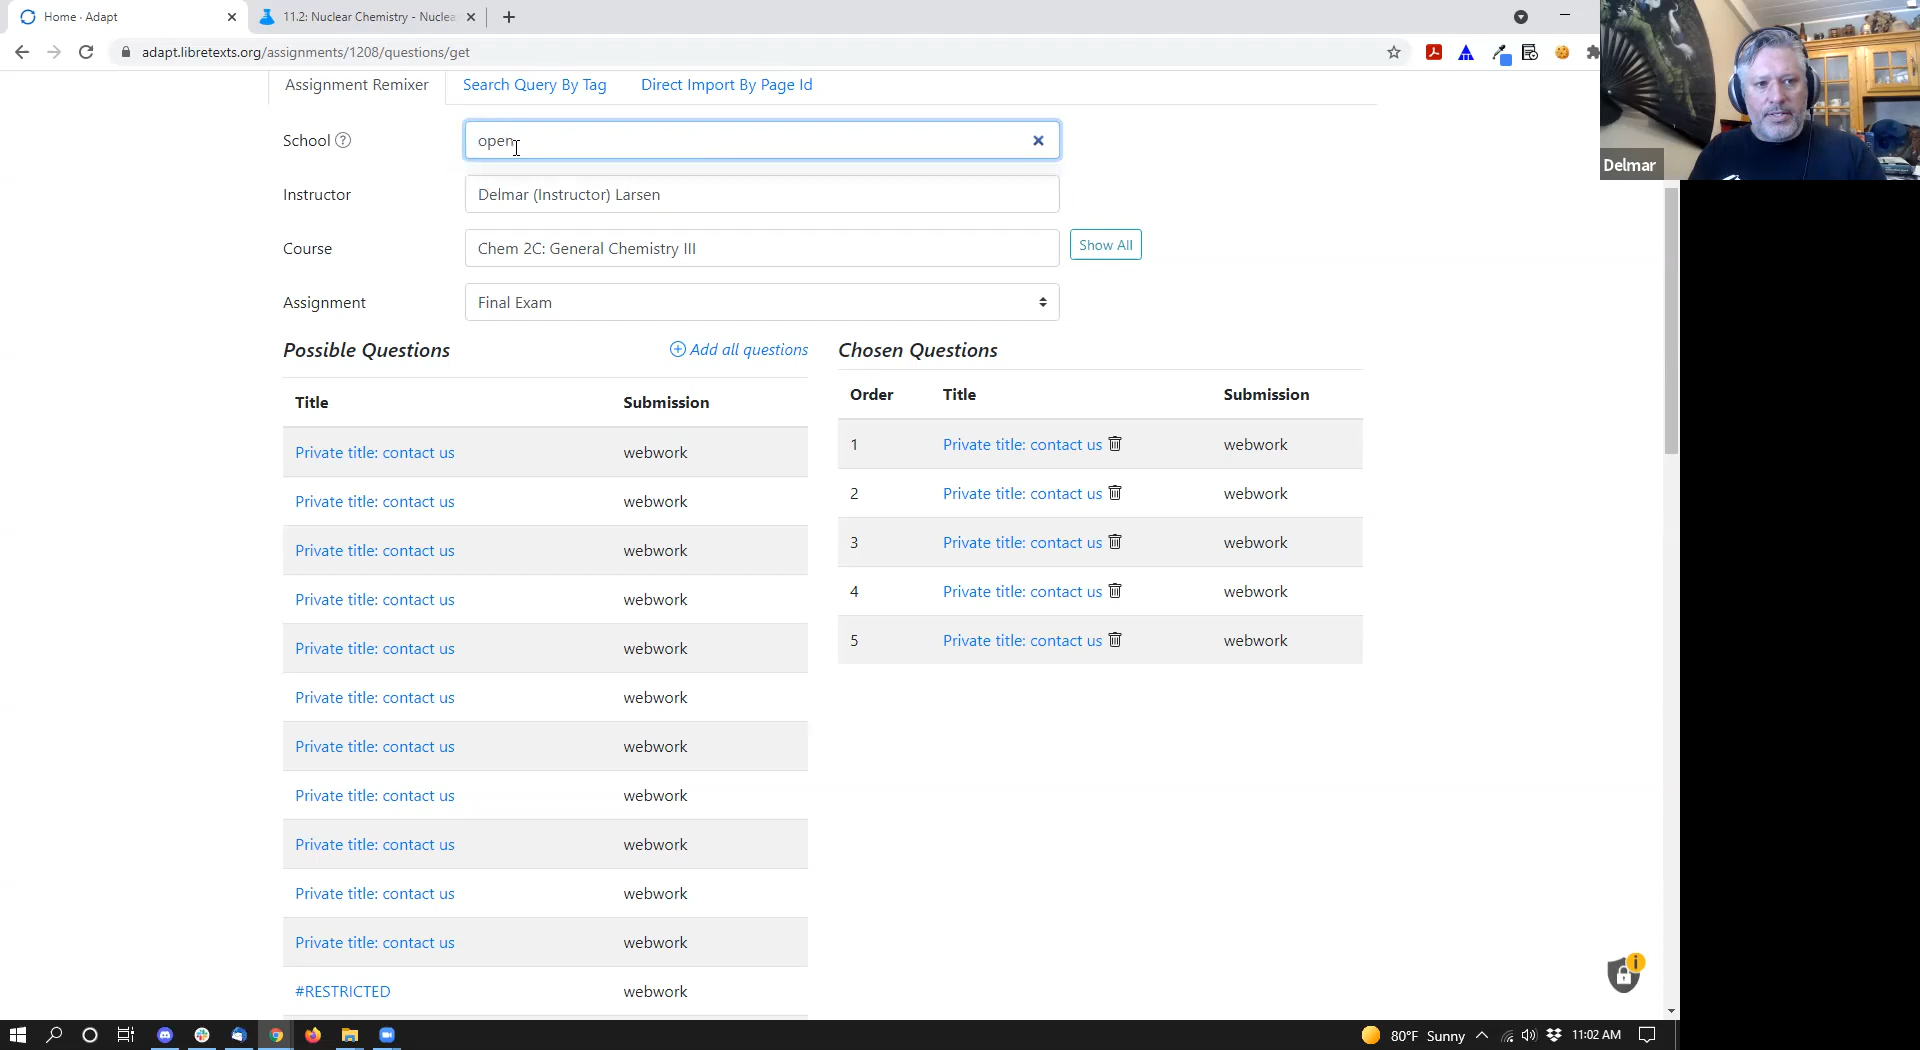 Home · Adapt
11.2: Nuclear Chemistry - Nuclea
adapt.libretexts.org/assignments/1208/questions/get
Assignment Remixer
Search Query By Tag
Direct Import By Page Id
School ?
open
Instructor
Delmar (Instructor) Larsen
Course
Chem 2C: General Chemistry III
Show All
Assignment
Final Exam
Possible Questions
Add all questions
Chosen Questions
Title Submission
Order Title Submission
Private title: contact us webwork
1 Private title: contact us webwork
Private title: contact us webwork
2 Private title: contact us webwork
Private title: contact us webwork
3 Private title: contact us webwork
Private title: contact us webwork
4 Private title: contact us webwork
Private title: contact us webwork
5 Private title: contact us webwork
Private title: contact us webwork
Private title: contact us webwork
Private title: contact us webwork
Private title: contact us webwork
Private title: contact us webwork
Private title: contact us webwork
#RESTRICTED webwork
Delmar
80°F Sunny
11:02 AM